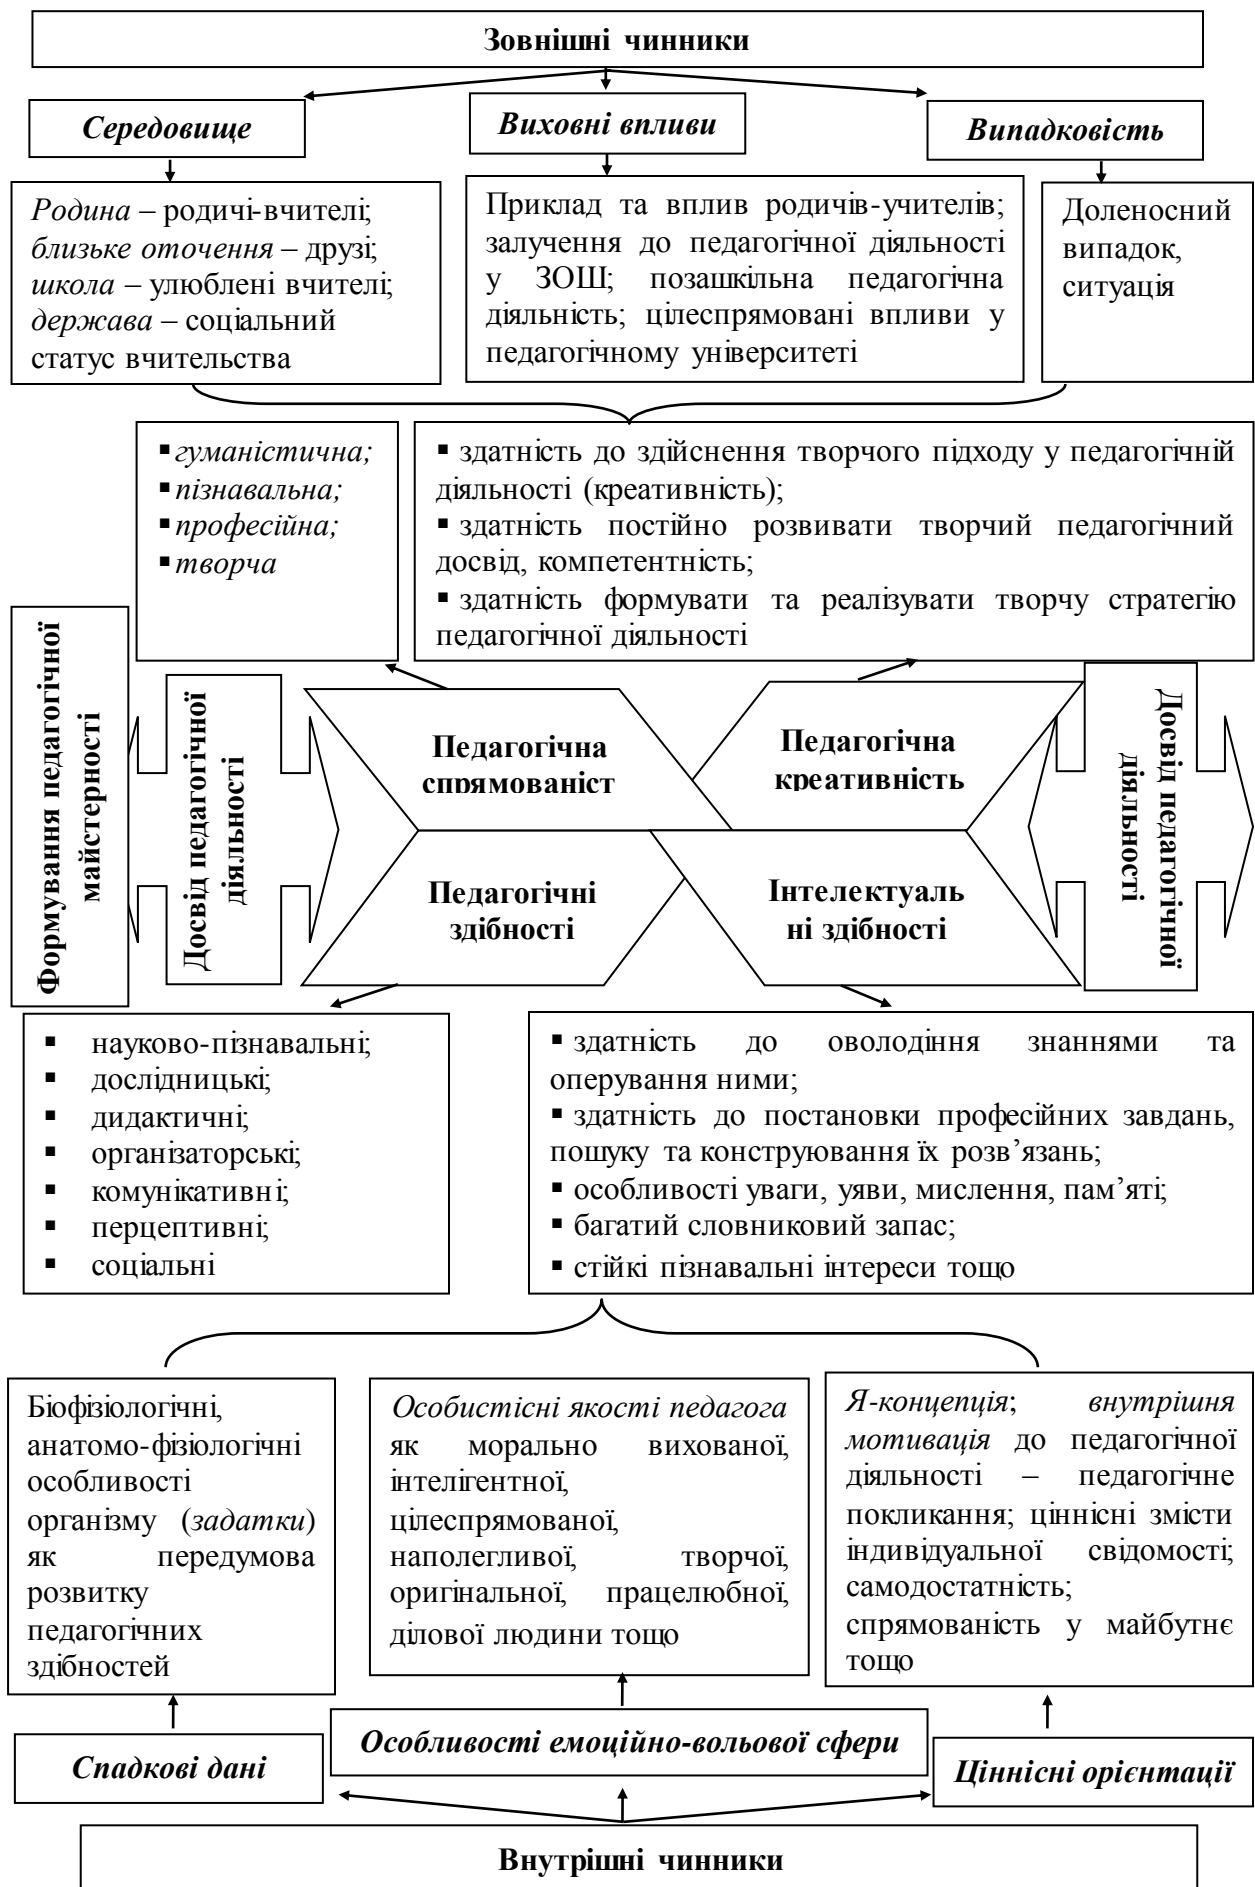 Зовнішні чинники
Середовище
Виховні впливи
Випадковість
Родина – родичі-вчителі;
близьке оточення – друзі;
школа – улюблені вчителі;
держава – соціальний
статус вчительства
Приклад та вплив родичів-учителів;
залучення до педагогічної діяльності
у ЗОШ; позашкільна педагогічна
діяльність; цілеспрямовані впливи у
педагогічному університеті
Доленосний
випадок,
ситуація
▪ гуманістична;
▪ пізнавальна;
▪ професійна;
▪ творча
▪ здатність до здійснення творчого підходу у педагогічній
діяльності (креативність);
▪ здатність постійно розвивати творчий педагогічний
досвід, компетентність;
▪ здатність формувати та реалізувати творчу стратегію
педагогічної діяльності
Формування педагогічної
майстерності
Досвід педагогічної
діяльності
Педагогічна
спрямованіст
Педагогічна
креативність
Педагогічні
здібності
Інтелектуаль
ні здібності
Досвід педагогічної
діяльності
▪ науково-пізнавальні;
▪ дослідницькі;
▪ дидактичні;
▪ організаторські;
▪ комунікативні;
▪ перцептивні;
▪ соціальні
▪ здатність до оволодіння знаннями та
оперування ними;
▪ здатність до постановки професійних завдань,
пошуку та конструювання їх розв’язань;
▪ особливості уваги, уяви, мислення, пам’яті;
▪ багатий словниковий запас;
▪ стійкі пізнавальні інтереси тощо
Біофізіологічні,
анатомо-фізіологічні
особливості
організму (задатки)
як передумова
розвитку
педагогічних
здібностей
Особистісні якості педагога
як морально вихованої,
інтелігентної,
цілеспрямованої,
наполегливої, творчої,
оригінальної, працелюбної,
ділової людини тощо
Я-концепція; внутрішня
мотивація до педагогічної
діяльності – педагогічне
покликання; ціннісні змісти
індивідуальної свідомості;
самодостатність;
спрямованість у майбутнє
тощо
Спадкові дані
Особливості емоційно-вольової сфери
Ціннісні орієнтації
Внутрішні чинники